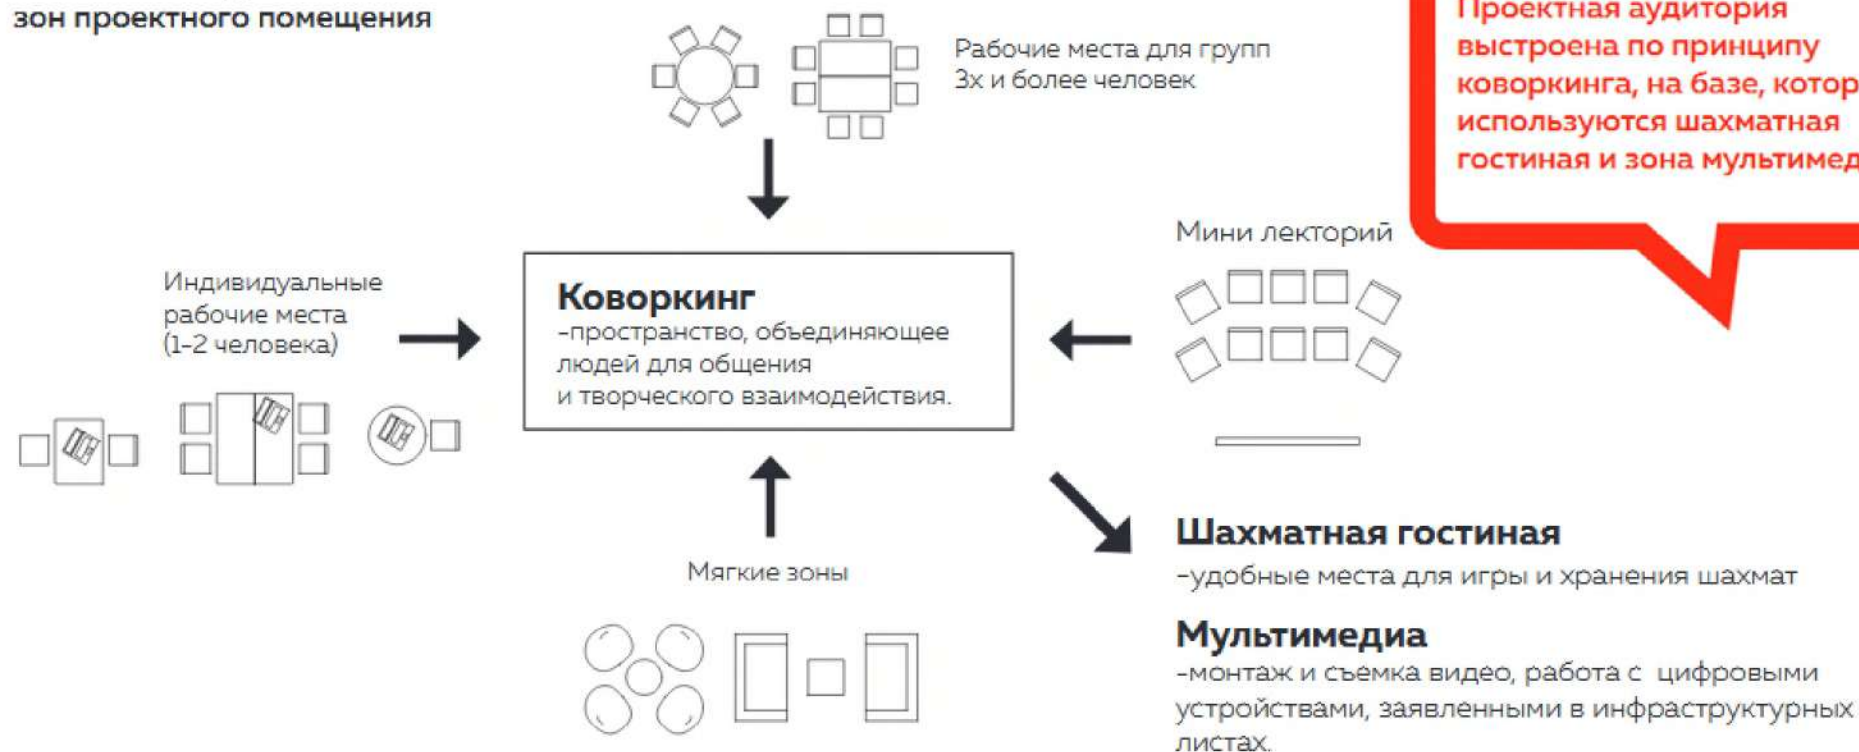 зон проектного помещения
Рабочие места для групп
3х и более человек
Проектная аудитория
выстроена по принципу
коворкинга, на базе, котор
используются шахматная
гостиная и зона мультимед
Мини лекторий
Индивидуальные
рабочие места
(1-2 человека)
Коворкинг
-пространство, объединяющее
людей для общения
и творческого взаимодействия.
Мягкие зоны
Шахматная гостиная
-удобные места для игры и хранения шахмат
Мультимедиа
-монтаж и съемка видео, работа с цифровыми
устройствами, заявленными в инфраструктурных
листах.